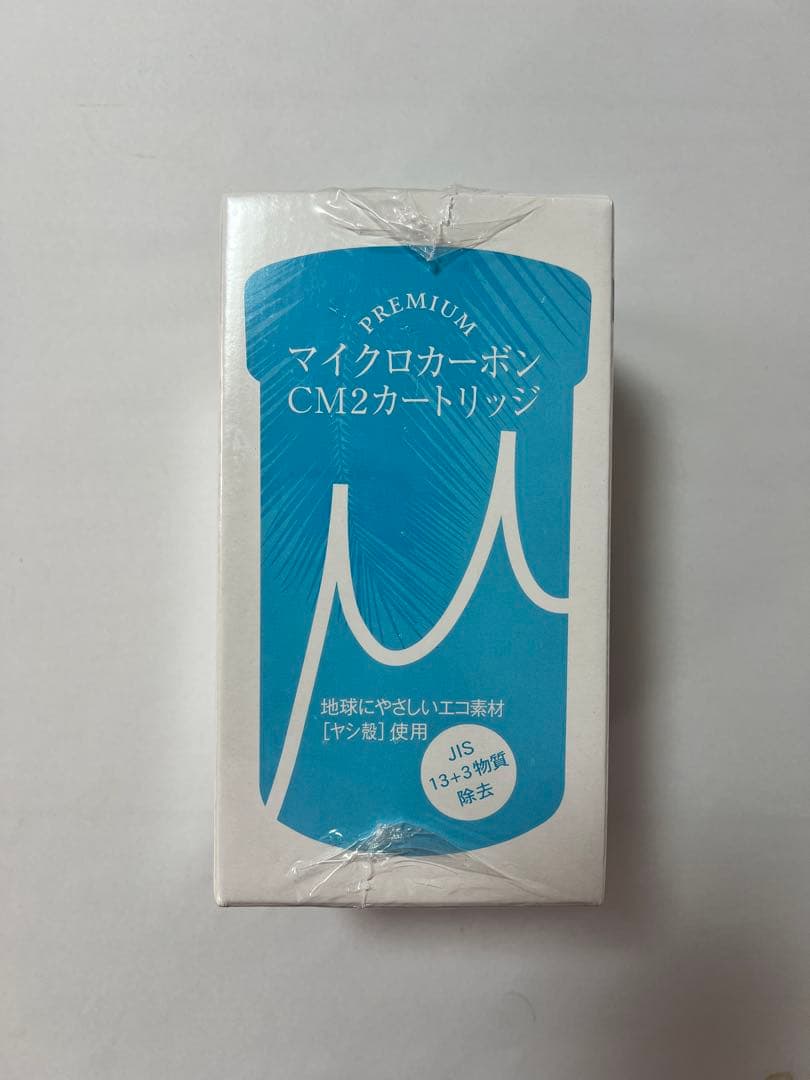 PREMIUM
マイクロカーボン
CM2カートリッジ
μ
地球にやさしいエコ素材
［ヤシ殻］使用
JIS
13+3物質
除去